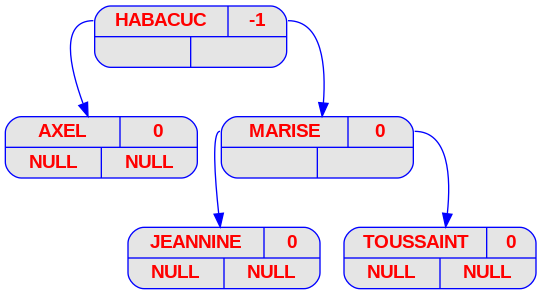 HABACUC -1
AXEL 0 MARISE 0
NULL NULL
JEANNINE 0 TOUSSAINT 0
NULL NULL NULL NULL